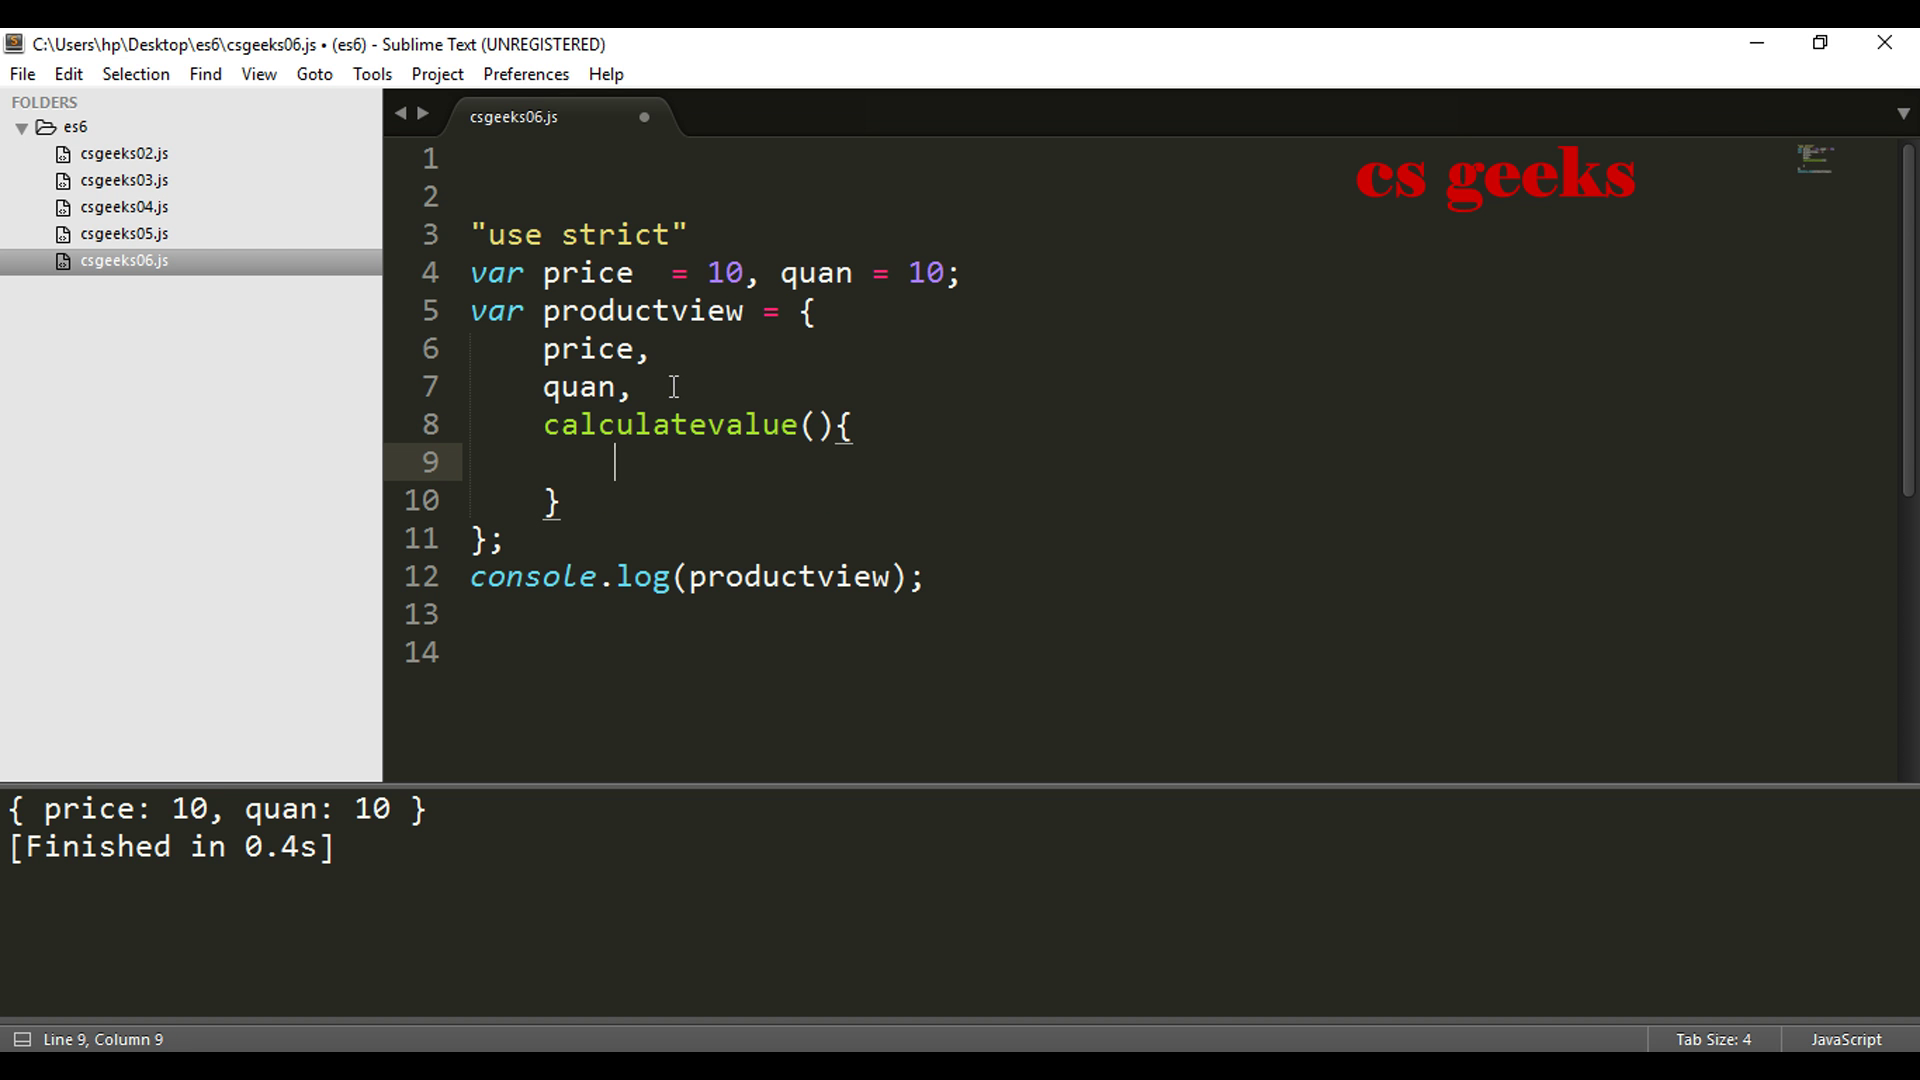 C:\Users\hp\Desktop\es6\csgeeks06.js • (es6) - Sublime Text (UNREGISTERED)
File Edit Selection Find View Goto Tools Project Preferences Help
FOLDERS
es6
csgeeks02.js
csgeeks03.js
csgeeks04.js
csgeeks05.js
csgeeks06.js
csgeeks06.js
cs geeks
1
2
3 "use strict"
4 var price  = 10, quan = 10;
5 var productview = {
6     price,
7     quan,
8     calculatevalue(){
9
10     }
11 };
12 console.log(productview);
13
14
{ price: 10, quan: 10 }
[Finished in 0.4s]
Line 9, Column 9 Tab Size: 4 JavaScript